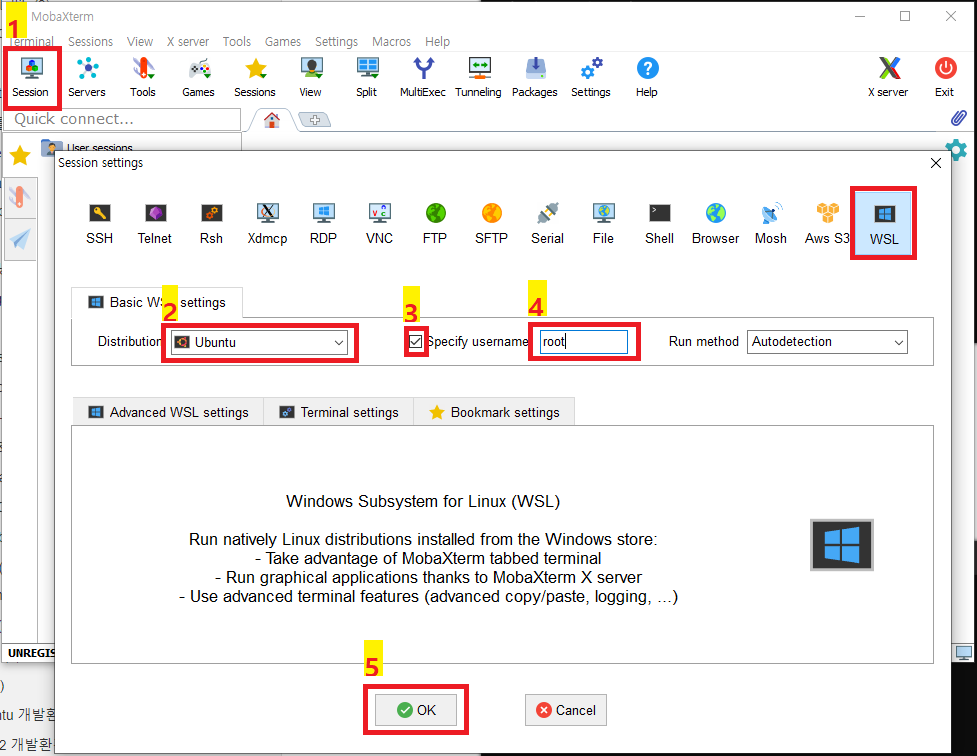 1
MobaXterm
Terminal Sessions View X server Tools Games Settings Macros Help
Session Servers Tools Games Sessions View Split MultiExec Tunneling Packages Settings Help X server Exit
Quick connect...
User sessions
Session settings
SSH Telnet Rsh Xdmcp RDP VNC FTP SFTP Serial File Shell Browser Mosh Aws S3 WSL
Basic WS settings
2
3
4
Distribution Ubuntu Specify username root Run method Autodetection
Advanced WSL settings Terminal settings Bookmark settings
Windows Subsystem for Linux (WSL)
Run natively Linux distributions installed from the Windows store:
- Take advantage of MobaXterm tabbed terminal
- Run graphical applications thanks to MobaXterm X server
- Use advanced terminal features (advanced copy/paste, logging, ...)
UNREGIS
5
OK Cancel
ntu 개발환
2 개발환